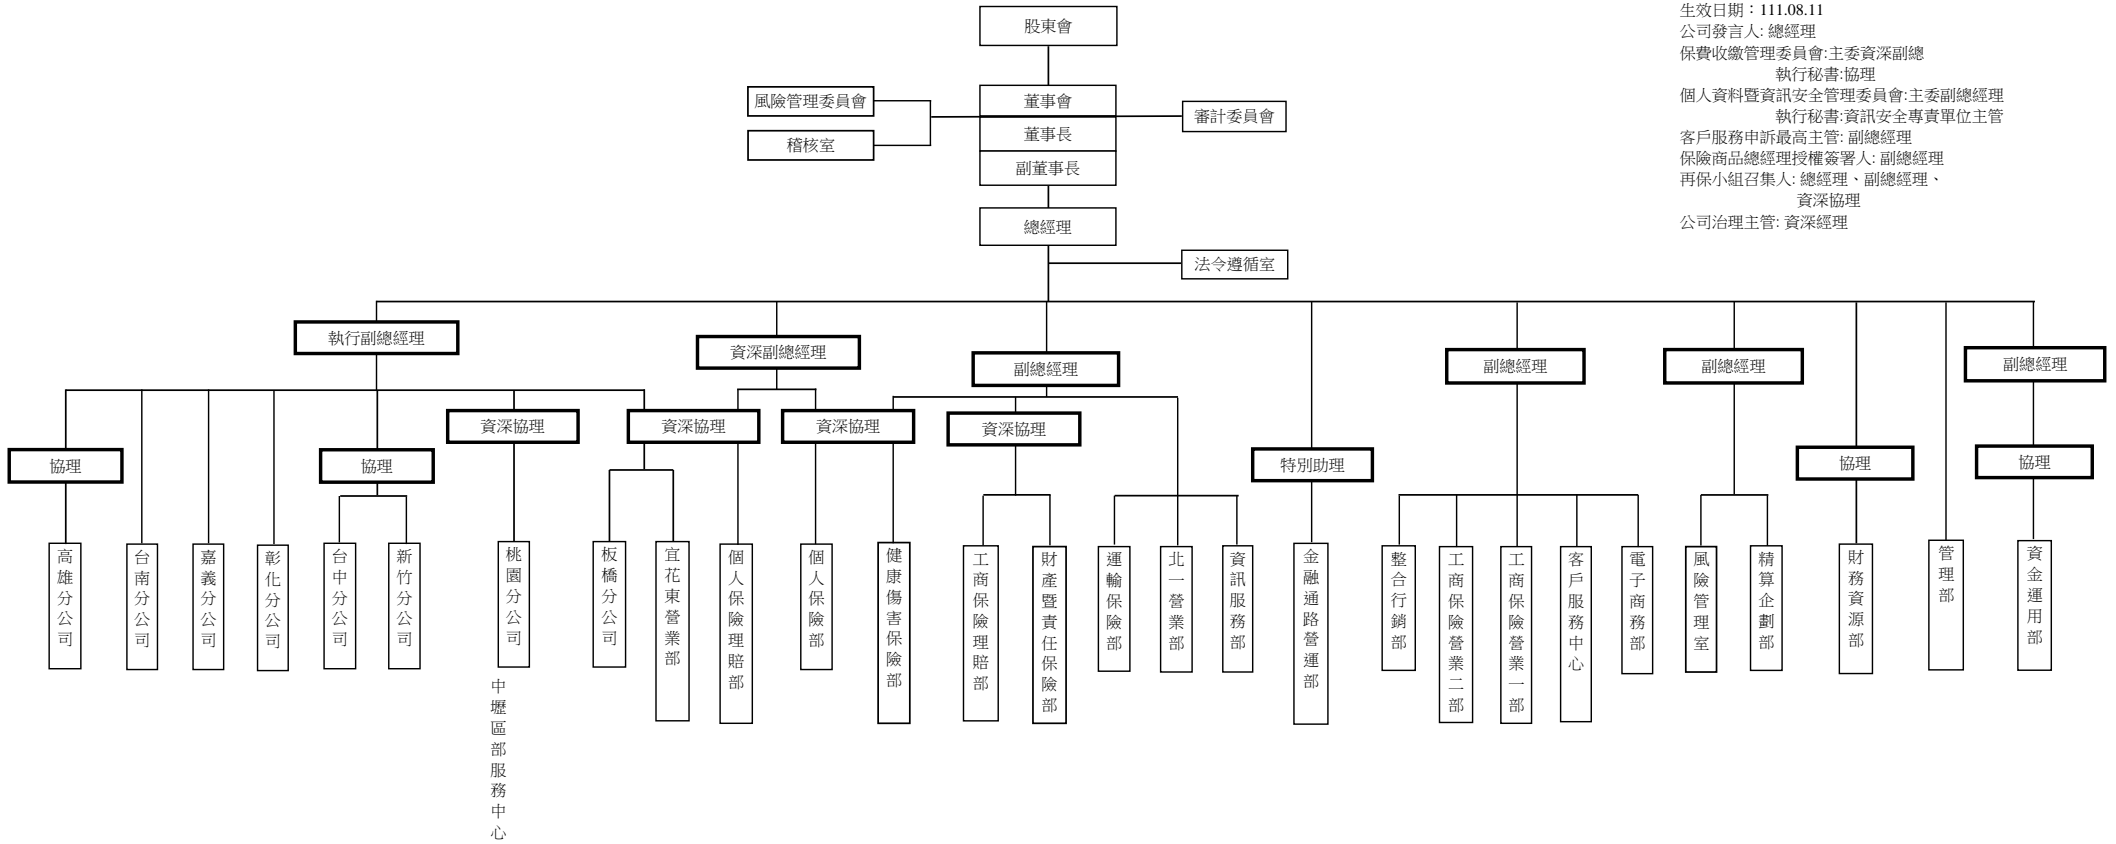 股東會
生效日期：111.08.11
公司發言人: 總經理
保費收繳管理委員會:主委資深副總
執行秘書:協理
個人資料暨資訊安全管理委員會:主委副總經理
執行秘書:資訊安全專責單位主管
客戶服務申訴最高主管: 副總經理
保險商品總經理授權簽署人: 副總經理
再保小組召集人: 總經理、副總經理、
資深協理
公司治理主管: 資深經理
風險管理委員會
稽核室
董事會
董事長
副董事長
審計委員會
總經理
法令遵循室
執行副總經理
資深副總經理
副總經理
副總經理
副總經理
副總經理
資深協理
資深協理
資深協理
資深協理
協理
協理
特別助理
協理
協理
高雄分公司
台南分公司
嘉義分公司
彰化分公司
台中分公司
新竹分公司
桃園分公司
中壢區部服務中心
板橋分公司
宜花東營業部
個人保險理賠部
個人保險部
健康傷害保險部
工商保險理賠部
財產暨責任保險部
運輸保險部
北一營業部
資訊服務部
金融通路營運部
整合行銷部
工商保險營業二部
工商保險營業一部
客戶服務中心
電子商務部
風險管理室
精算企劃部
財務資源部
管理部
資金運用部